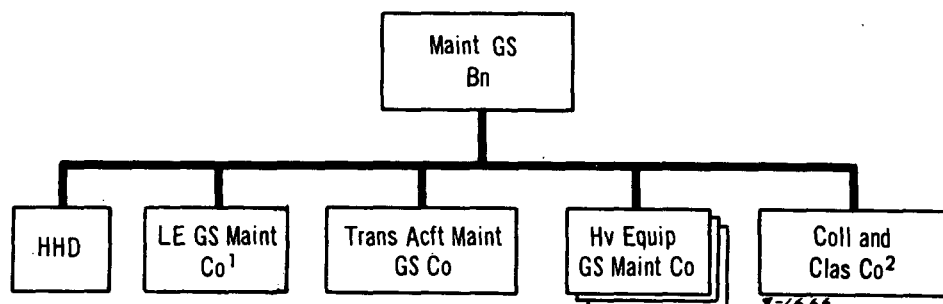 Maint GS
Bn
HHD
LE GS Maint
Co¹
Trans Acft Maint
GS Co
Hv Equip
GS Maint Co
Coll and
Clas Co²